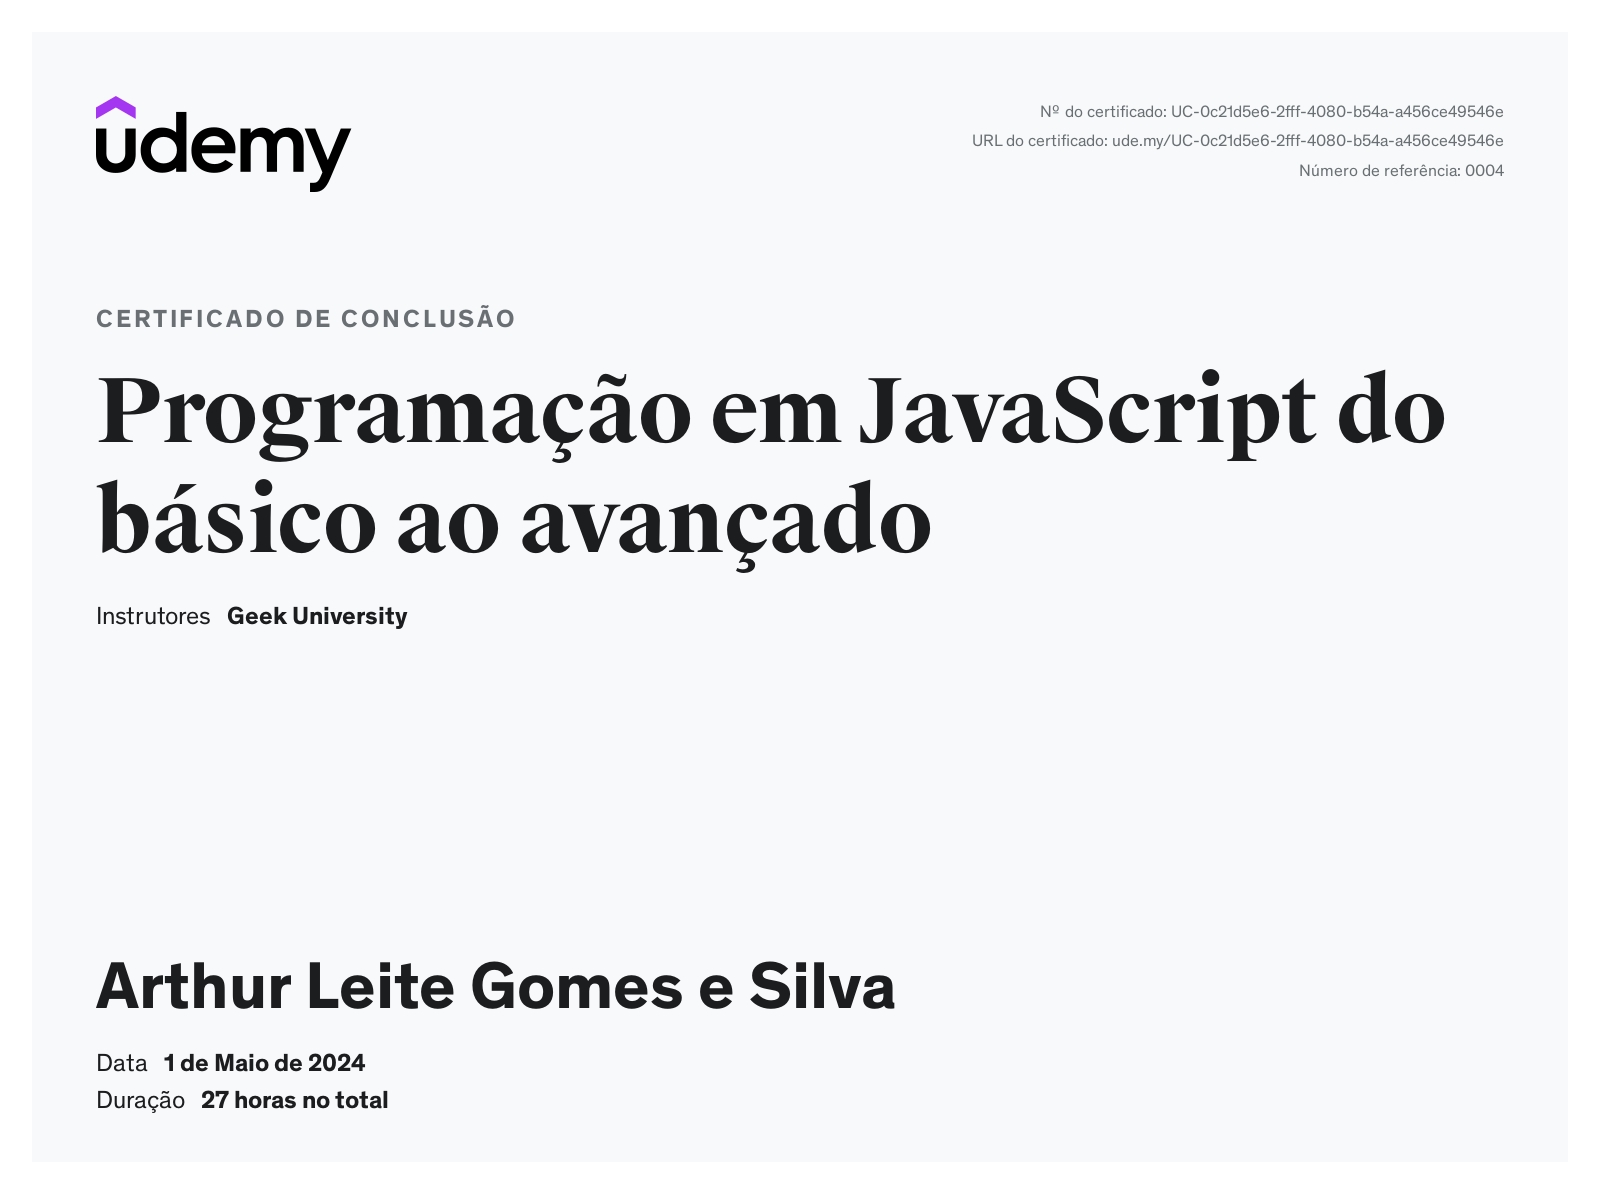 udemy
Nº do certificado: UC-0c21d5e6-2fff-4080-b54a-a456ce49546e
URL do certificado: ude.my/UC-0c21d5e6-2fff-4080-b54a-a456ce49546e
Número de referência: 0004
CERTIFICADO DE CONCLUSÃO
Programação em JavaScript do
básico ao avançado
Instrutores Geek University
Arthur Leite Gomes e Silva
Data 1 de Maio de 2024
Duração 27 horas no total